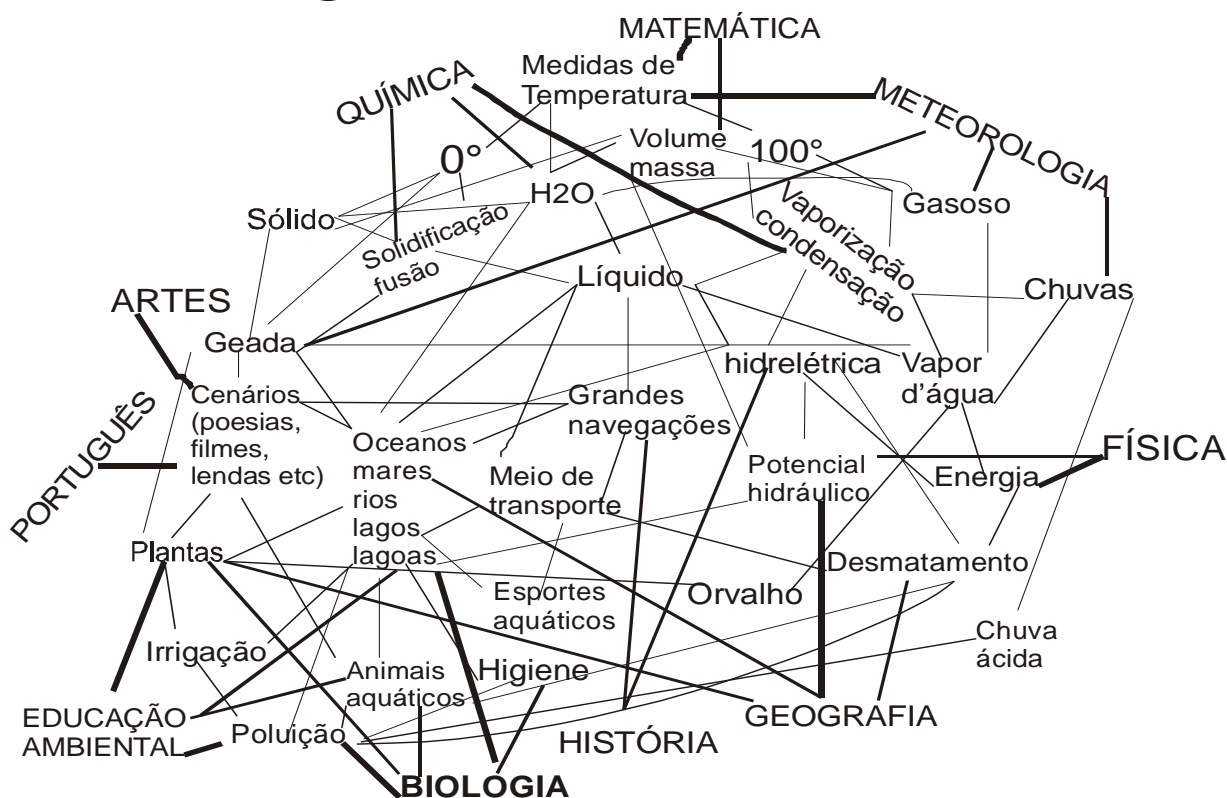 MATEMÁTICA
Medidas de
Temperatura
QUÍMICA
METEOROLOGIA
Volume
massa
100°
0°
H2O
Gasoso
Sólido
Solidificação
fusão
Vaporização
condensação
Líquido
Chuvas
ARTES
Geada
hidrelétrica
Vapor
d'água
Cenários
(poesias,
filmes,
lendas etc)
PORTUGUÊS
Grandes
navegações
Oceanos
mares
rios
lagos
lagoas
Meio de
transporte
Potencial
hidráulico
Energia
FÍSICA
Plantas
Desmatamento
Esportes
aquáticos
Orvalho
Chuva
ácida
Irrigação
Animais
aquáticos
Higiene
EDUCAÇÃO
AMBIENTAL
Poluição
HISTÓRIA
GEOGRAFIA
BIOLOGIA